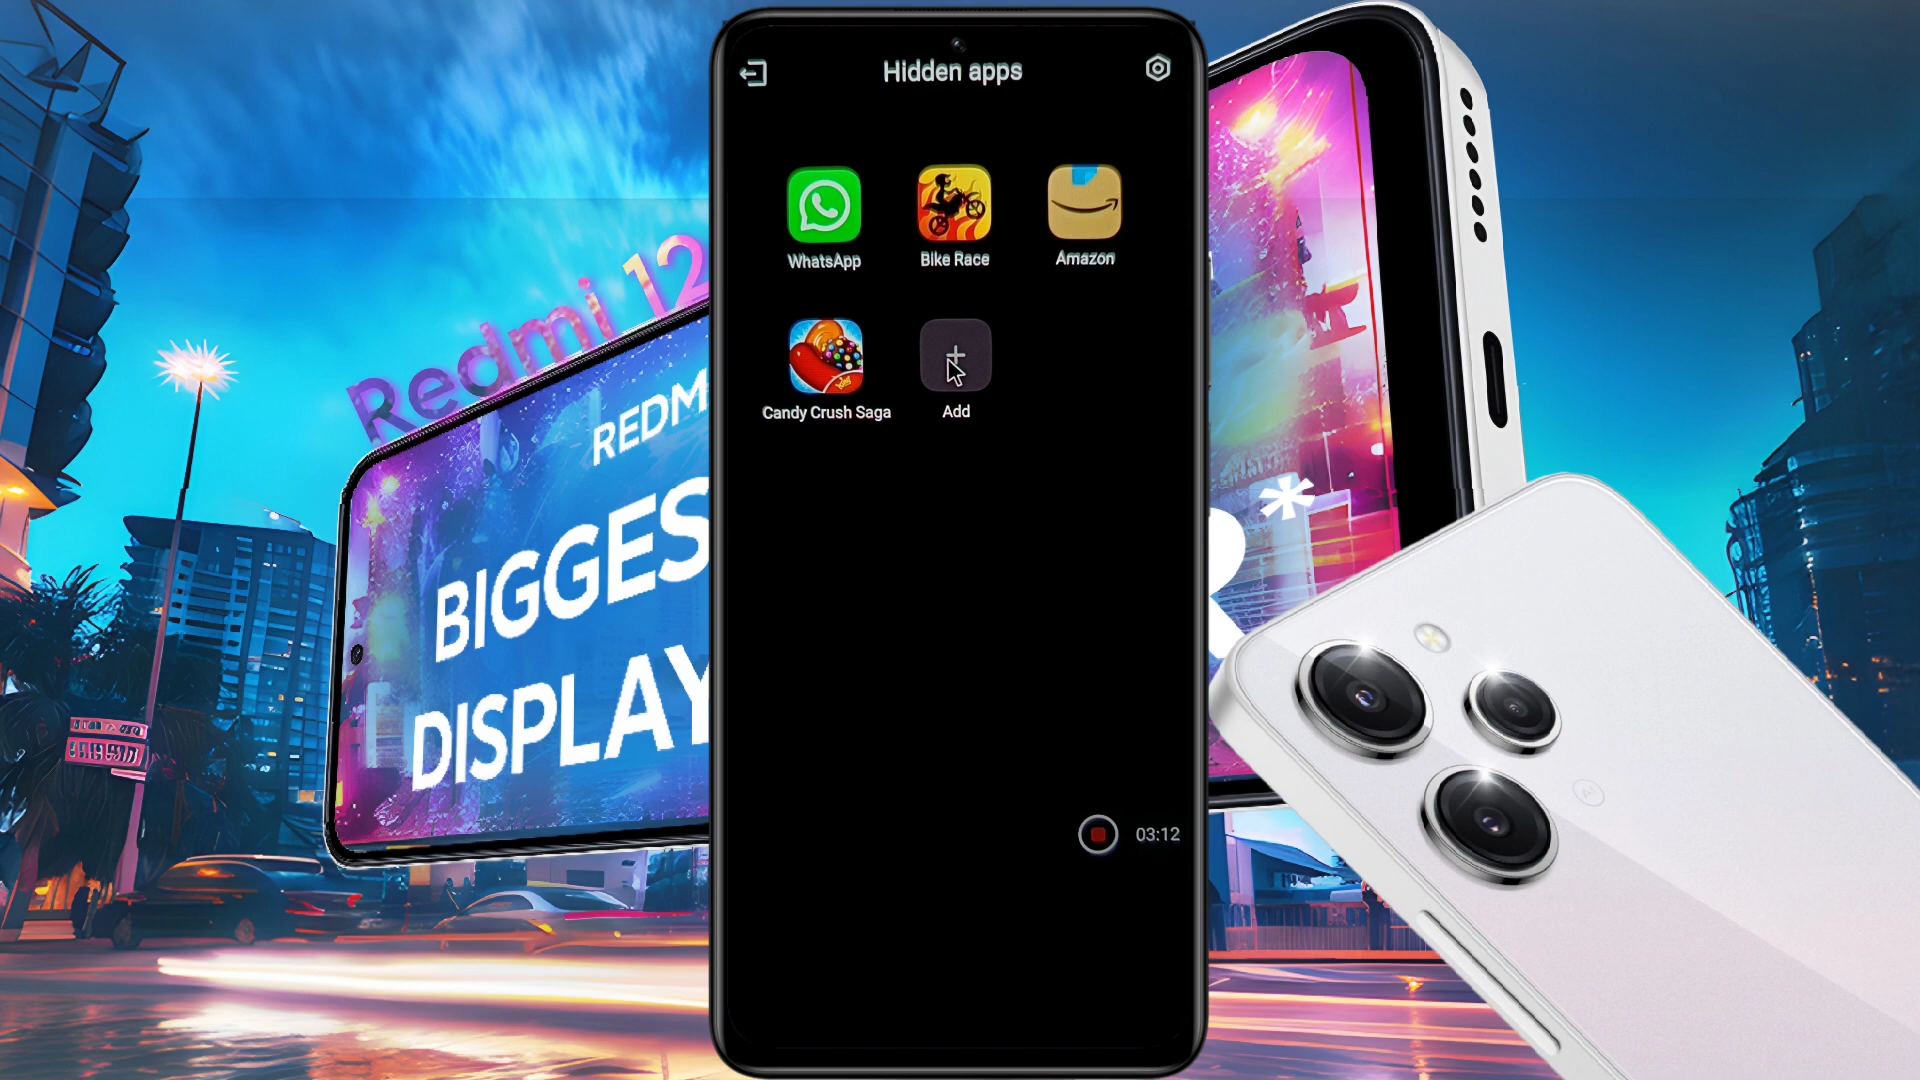 Hidden apps
WhatsApp
Bike Race
Amazon
Candy Crush Saga
Add
03:12
Redmi 12
REDM
BIGGES
DISPLAY
R*